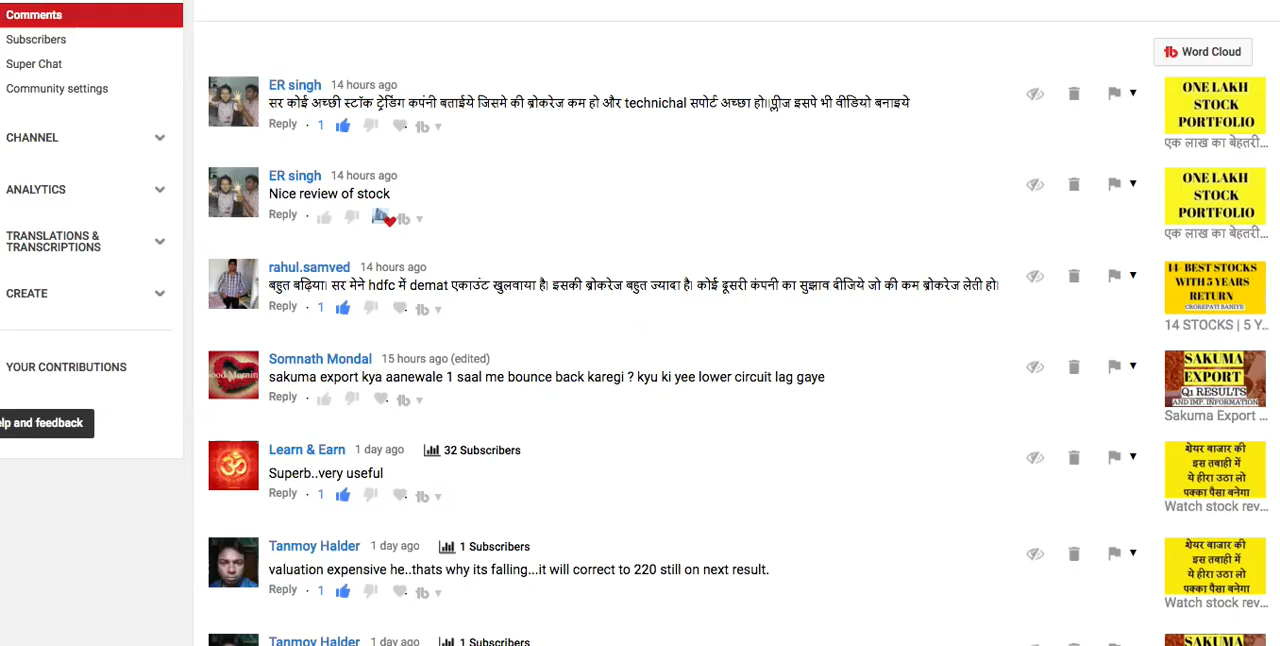 Comments
Subscribers
Super Chat
Community settings
CHANNEL
ANALYTICS
TRANSLATIONS &
TRANSCRIPTIONS
CREATE
YOUR CONTRIBUTIONS
elp and feedback
Word Cloud
ER singh 14 hours ago
सर कोई अच्छी स्टॉक ट्रेडिंग कपंनी बताईये जिसमे की ब्रोकरेज कम हो और technichal सपोर्ट अच्छा हो।प्लीज इसपे भी वीडियो बनाइये
Reply · 1
ONE LAKH
STOCK
PORTFOLIO
एक लाख का बेहतरी...
ER singh 14 hours ago
Nice review of stock
Reply ·
ONE LAKH
STOCK
PORTFOLIO
एक लाख का बेहतरी...
rahul.samved 14 hours ago
बहुत बढ़िया। सर मेने hdfc में demat एकाउंट खुलवाया है। इसकी ब्रोकरेज बहुत ज्यादा है। कोई दूसरी कंपनी का सुझाव दीजिये जो की कम ब्रोकरेज लेती हो।
Reply · 1
14 BEST STOCKS
WITH 5 YEARS
RETURN
CROREPATI BANIYE
14 STOCKS | 5 Y...
Somnath Mondal 15 hours ago (edited)
sakuma export kya aanewale 1 saal me bounce back karegi ? kyu ki yee lower circuit lag gaye
Reply ·
SAKUMA
EXPORT
Q1 RESULTS
AND IMP. INFORMATION
Sakuma Export ...
Learn & Earn 1 day ago 32 Subscribers
Superb..very useful
Reply · 1
शेयर बाजार की
इस तबाही में
ये हीरा उठा लो
पक्का पैसा बनेगा
Watch stock rev...
Tanmoy Halder 1 day ago 1 Subscribers
valuation expensive he..thats why its falling...it will correct to 220 still on next result.
Reply · 1
शेयर बाजार की
इस तबाही में
ये हीरा उठा लो
पक्का पैसा बनेगा
Watch stock rev...
Tanmoy Halder 1 day ago 1 Subscribers
SAKUMA